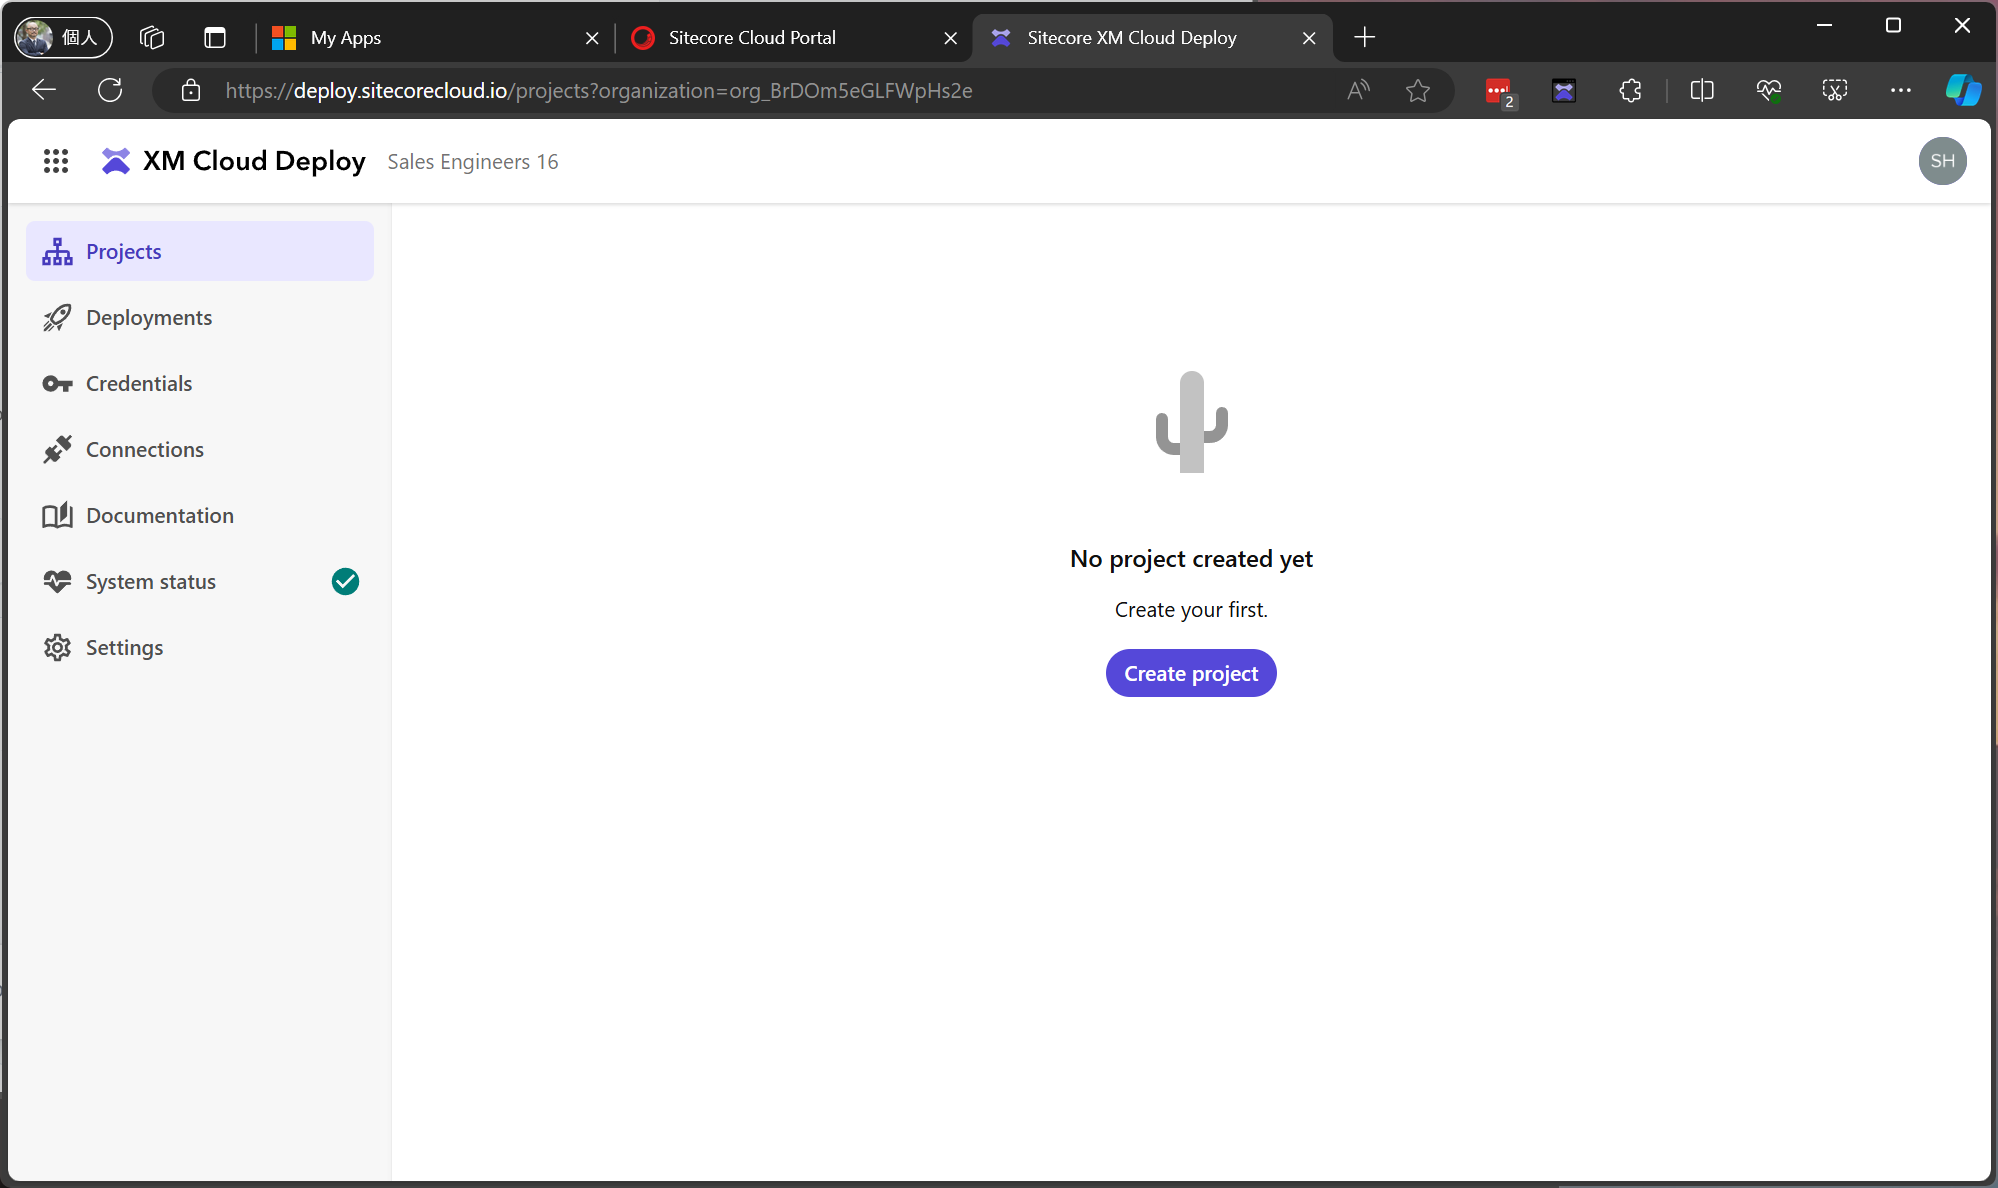 個人
My Apps
Sitecore Cloud Portal
Sitecore XM Cloud Deploy
https://deploy.sitecorecloud.io/projects?organization=org_BrDOm5eGLFWpHs2e
2
XM Cloud Deploy
Sales Engineers 16
SH
Projects
Deployments
Credentials
Connections
Documentation
System status
Settings
No project created yet
Create your first.
Create project